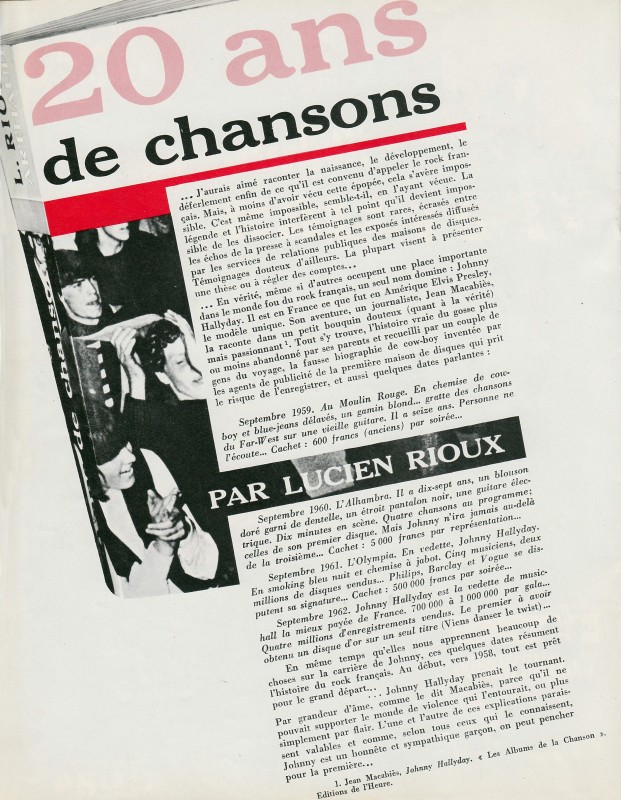 20 ans
de chansons
L. RIO
... J'aurais aimé raconter la naissance, le développement, le
déferlement enfin de ce qu'il est convenu d'appeler le rock fran-
çais. Mais, à moins d'avoir vécu cette épopée, cela s'avère impos-
sible. C'est même impossible, semble-t-il, en l'ayant vécue. La
légende et l'histoire interfèrent à tel point qu'il devient impos-
sible de les dissocier. Les témoignages sont rares, écrasés entre
les échos de la presse à scandales et les exposés intéressés diffusés
par les services de relations publiques des maisons de disques.
Témoignages douteux d'ailleurs. La plupart visent à présenter
une thèse ou à régler des comptes...
... En vérité, même si d'autres occupent une place importante
dans le monde fou du rock français, un seul nom domine : Johnny
Hallyday. Il est en France ce que fut en Amérique Elvis Presley,
le modèle unique. Son aventure, un journaliste, Jean Macabiès,
la raconte dans un petit bouquin douteux (quant à la vérité)
mais passionnant ¹. Tout s'y trouve, l'histoire vraie du gosse plus
ou moins abandonné par ses parents et recueilli par un couple de
gens du voyage, la fausse biographie de cow-boy inventée par
les agents de publicité de la première maison de disques qui prit
le risque de l'enregistrer, et aussi quelques dates parlantes :
Septembre 1959. Au Moulin Rouge. En chemise de cow-
boy et blue-jeans délavés, un gamin blond... gratte des chansons
du Far-West sur une vieille guitare. Il a seize ans. Personne ne
l'écoute... Cachet : 600 francs (anciens) par soirée...
de chansons
PAR LUCIEN RIOUX
Septembre 1960. L'Alhambra. Il a dix-sept ans, un blouson
doré garni de dentelle, un étroit pantalon noir, une guitare élec-
trique. Dix minutes en scène. Quatre chansons au programme;
celles de son premier disque. Mais Johnny n'ira jamais au-delà
de la troisième... Cachet : 5 000 francs par représentation...
Septembre 1961. L'Olympia. En vedette, Johnny Hallyday.
En smoking bleu nuit et chemise à jabot. Cinq musiciens, deux
millions de disques vendus... Philips, Barclay et Vogue se dis-
putent sa signature... Cachet : 500 000 francs par soirée...
Septembre 1962. Johnny Hallyday est la vedette de music-
hall la mieux payée de France. 700 000 à 1 000 000 par gala...
Quatre millions d'enregistrements vendus. Le premier à avoir
obtenu un disque d'or sur un seul titre (Viens danser le twist)...
En même temps qu'elles nous apprennent beaucoup de
choses sur la carrière de Johnny, ces quelques dates résument
l'histoire du rock français. Au début, vers 1958, tout est prêt
pour le grand départ...
... Johnny Hallyday prenait le tournant.
Par grandeur d'âme, comme le dit Macabiès, parce qu'il ne
pouvait supporter le monde de violence qui l'entourait, ou plus
simplement par flair. L'une et l'autre de ces explications parais-
sent valables et comme, selon tous ceux qui le connaissent,
Johnny est un honnête et sympathique garçon, on peut pencher
pour la première...
1. Jean Macabiès, Johnny Hallyday. « Les Albums de la Chanson ».
Editions de l'Heure.